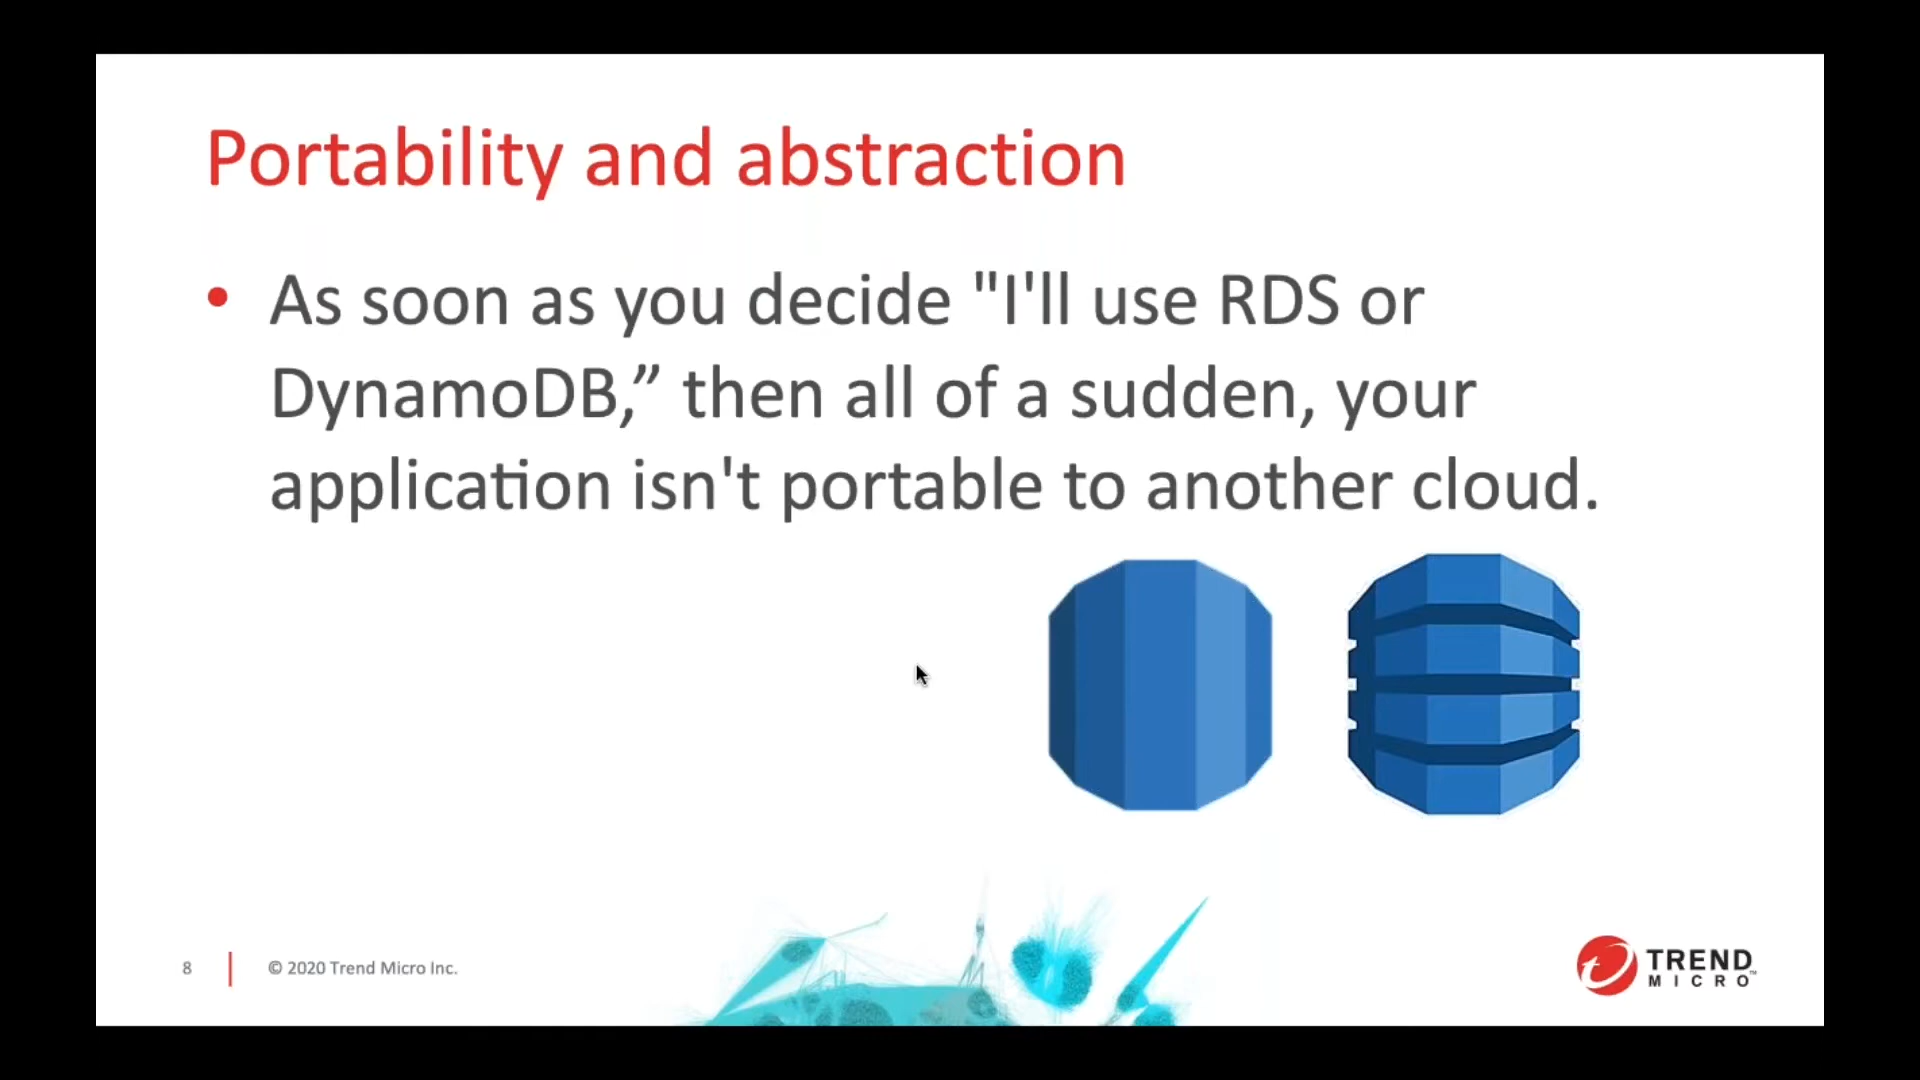 Portability and abstraction
• As soon as you decide "I'll use RDS or
DynamoDB,” then all of a sudden, your
application isn't portable to another cloud.
8
© 2020 Trend Micro Inc.
TREND
MICRO™